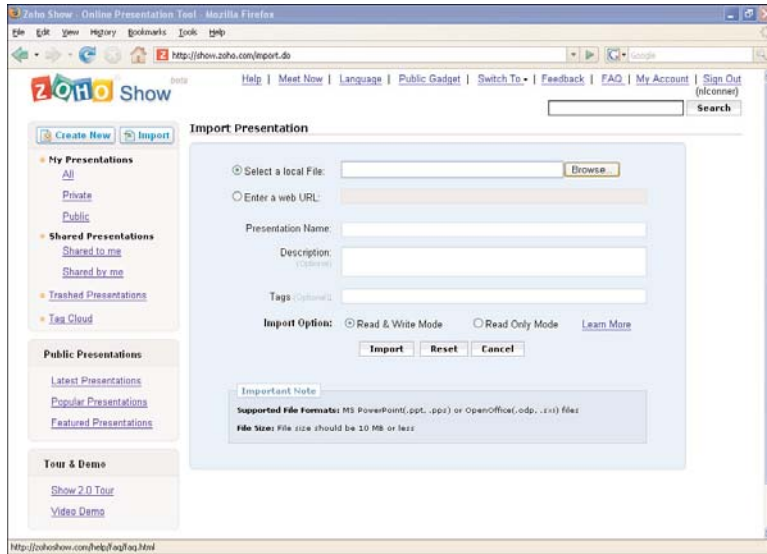 Zoho Show - Online Presentation Tool - Mozilla Firefox
File Edit View History Bookmarks Tools Help
http://show.zoho.com/import.do
Google
ZOHO Show
beta
Help | Meet Now | Language | Public Gadget | Switch To | Feedback | FAQ | My Account | Sign Out
(nlconner)
Search
Create New
Import
Import Presentation
My Presentations
All
Private
Public
Shared Presentations
Shared to me
Shared by me
Trashed Presentations
Tag Cloud
Public Presentations
Latest Presentations
Popular Presentations
Featured Presentations
Tour & Demo
Show 2.0 Tour
Video Demo
Select a local File: Browse...
Enter a web URL:
Presentation Name:
Description:
(Optional)
Tags (Optional):
Import Option: Read & Write Mode Read Only Mode Learn More
Import Reset Cancel
Important Note
Supported File Formats: MS PowerPoint(.ppt, .pps) or OpenOffice(.odp, .sxi) files
File Size: File size should be 10 MB or less
http://zohoshow.com/help/faq/faq.html